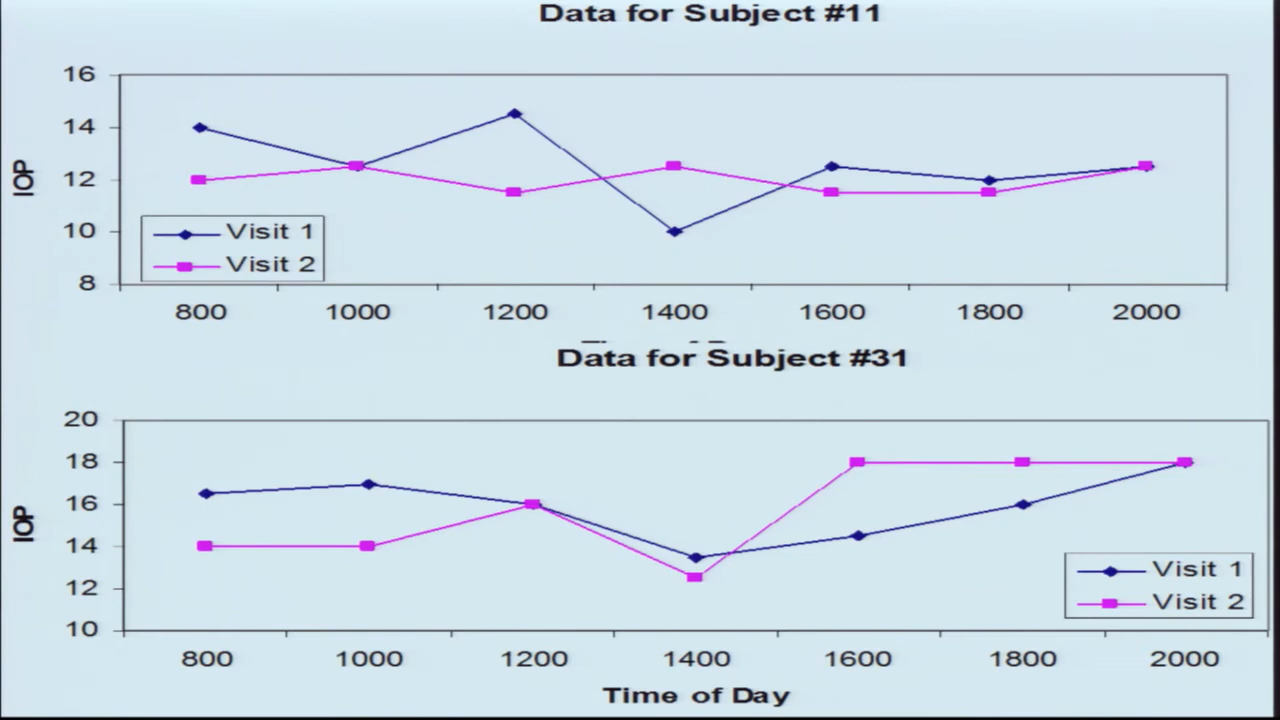 Data for Subject #11
16
14
12
10
8
IOP
Visit 1
Visit 2
800 1000 1200 1400 1600 1800 2000
Data for Subject #31
20
18
16
14
12
10
IOP
Visit 1
Visit 2
800 1000 1200 1400 1600 1800 2000
Time of Day